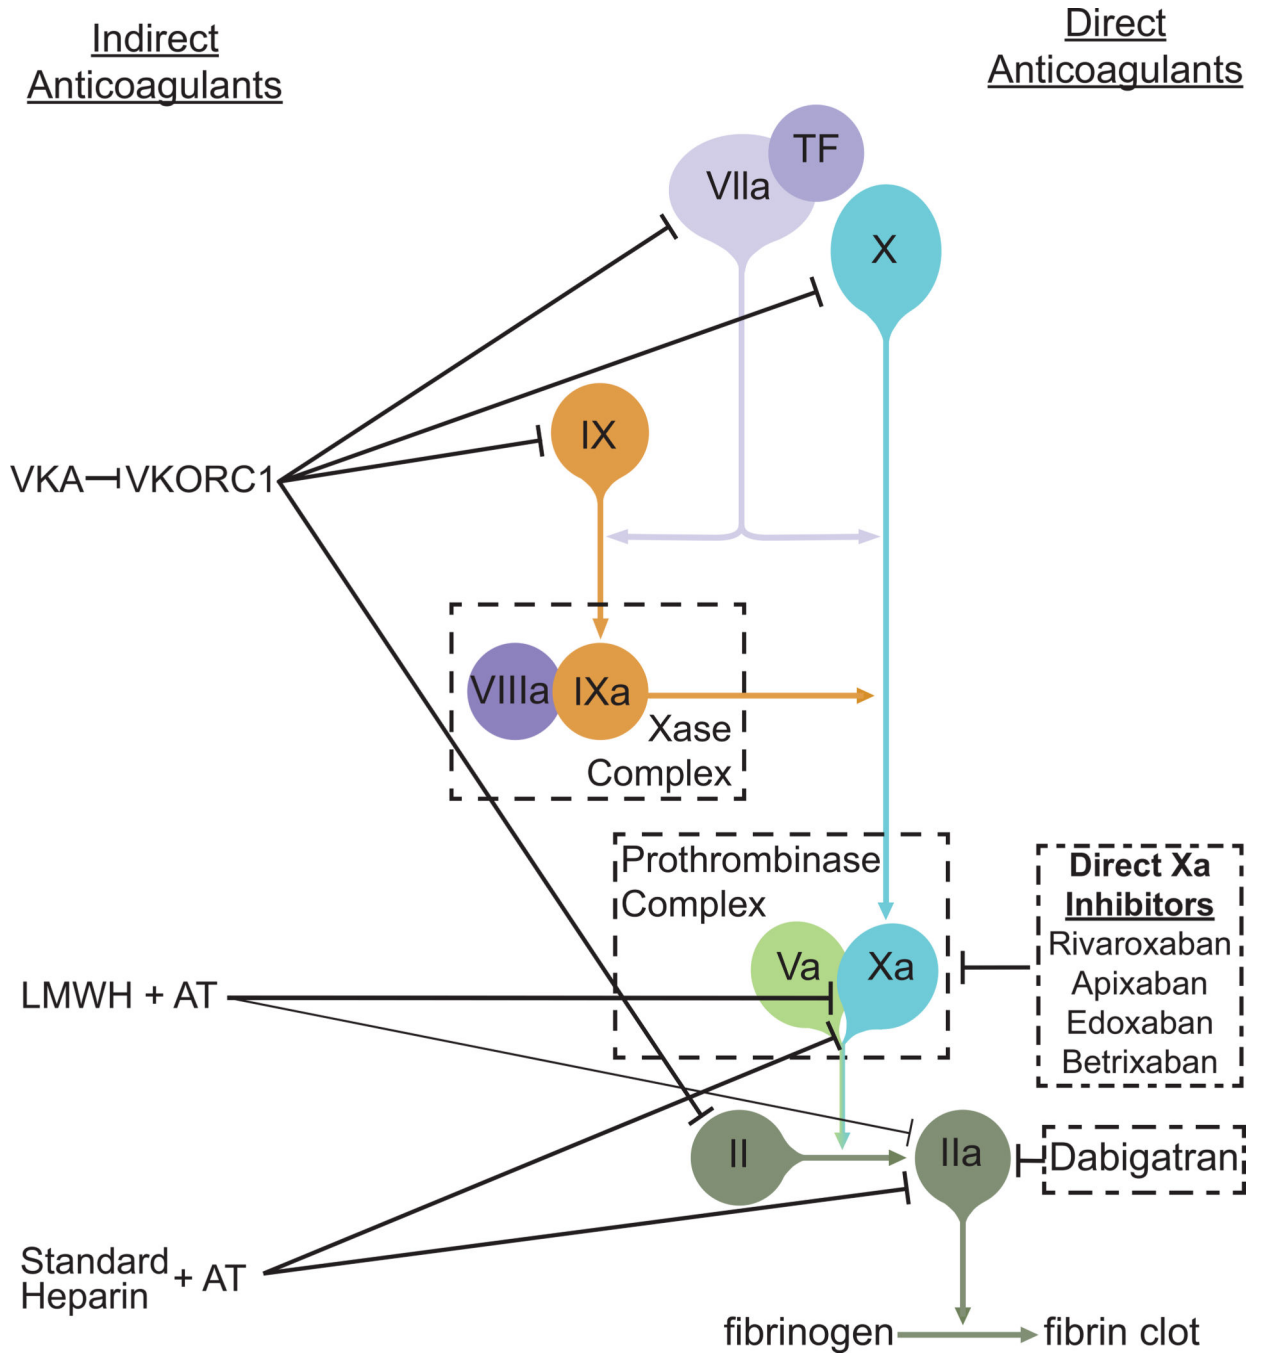 Indirect
Anticoagulants
Direct
Anticoagulants
TF
VIIa
X
IX
VKA VKORC1
VIIIa IXa
Xase
Complex
Prothrombinase
Complex
Va Xa
Direct Xa
Inhibitors
Rivaroxaban
Apixaban
Edoxaban
Betrixaban
LMWH + AT
II
IIa
Dabigatran
Standard
Heparin
+ AT
fibrinogen
fibrin clot